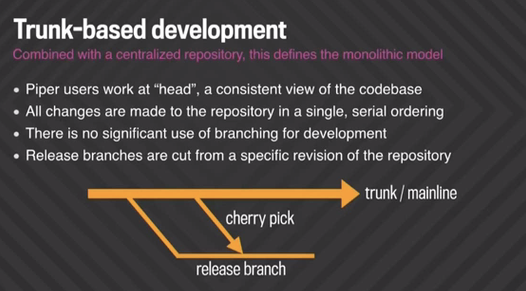 Trunk-based development
Combined with a centralized repository, this defines the monolithic model
• Piper users work at “head”, a consistent view of the codebase
• All changes are made to the repository in a single, serial ordering
• There is no significant use of branching for development
• Release branches are cut from a specific revision of the repository
trunk / mainline
cherry pick
release branch